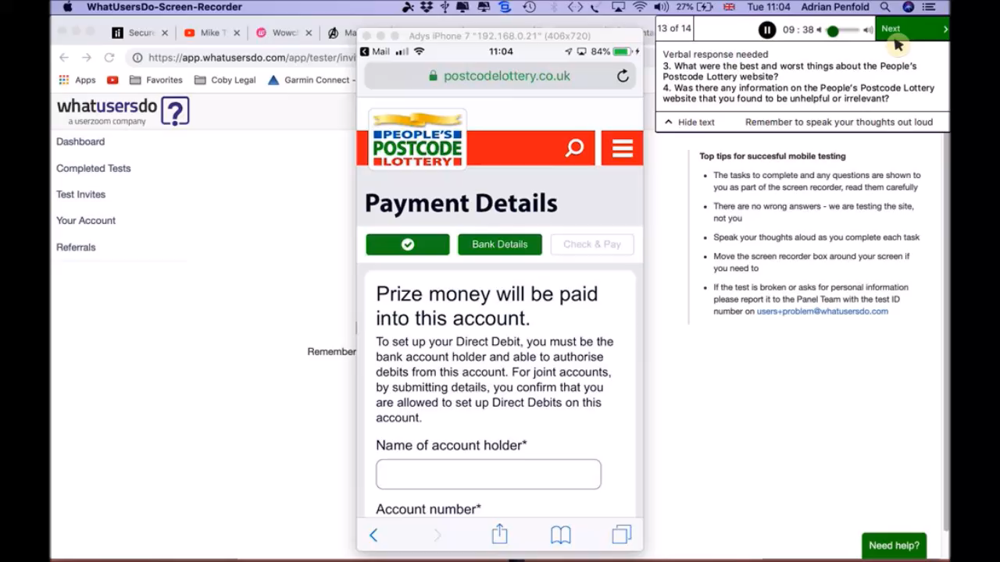 WhatUsersDo-Screen-Recorder
27%
Tue 11:04
Adrian Penfold
Secur
Mike T
Wowc
Ma
https://app.whatusersdo.com/app/tester/invi
Apps
Favorites
Coby Legal
Garmin Connect -
whatusersdo
a userzoom company
Dashboard
Completed Tests
Test Invites
Your Account
Referrals
Remember
Adys iPhone 7 "192.168.0.21" (406x720)
Mail
11:04
84%
postcodelottery.co.uk
PEOPLE'S
POSTCODE
LOTTERY
Payment Details
Bank Details
Check & Pay
Prize money will be paid
into this account.
To set up your Direct Debit, you must be the
bank account holder and able to authorise
debits from this account. For joint accounts,
by submitting details, you confirm that you
are allowed to set up Direct Debits on this
account.
Name of account holder*
Account number*
13 of 14
09 : 38
Next
Verbal response needed
3. What were the best and worst things about the People's
Postcode Lottery website?
4. Was there any information on the People's Postcode Lottery
website that you found to be unhelpful or irrelevant?
Hide text
Remember to speak your thoughts out loud
Top tips for succesful mobile testing
The tasks to complete and any questions are shown to
you as part of the screen recorder, read them carefully
There are no wrong answers - we are testing the site,
not you
Speak your thoughts aloud as you complete each task
Move the screen recorder box around your screen if
you need to
If the test is broken or asks for personal information
please report it to the Panel Team with the test ID
number on users+problem@whatusersdo.com
Need help?